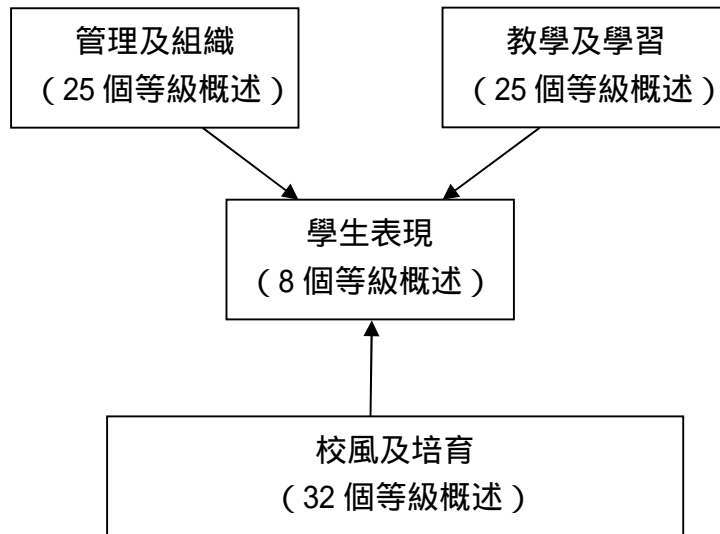 管理及組織
（25 個等級概述）
教學及學習
（25 個等級概述）
學生表現
（8 個等級概述）
校風及培育
（32 個等級概述）